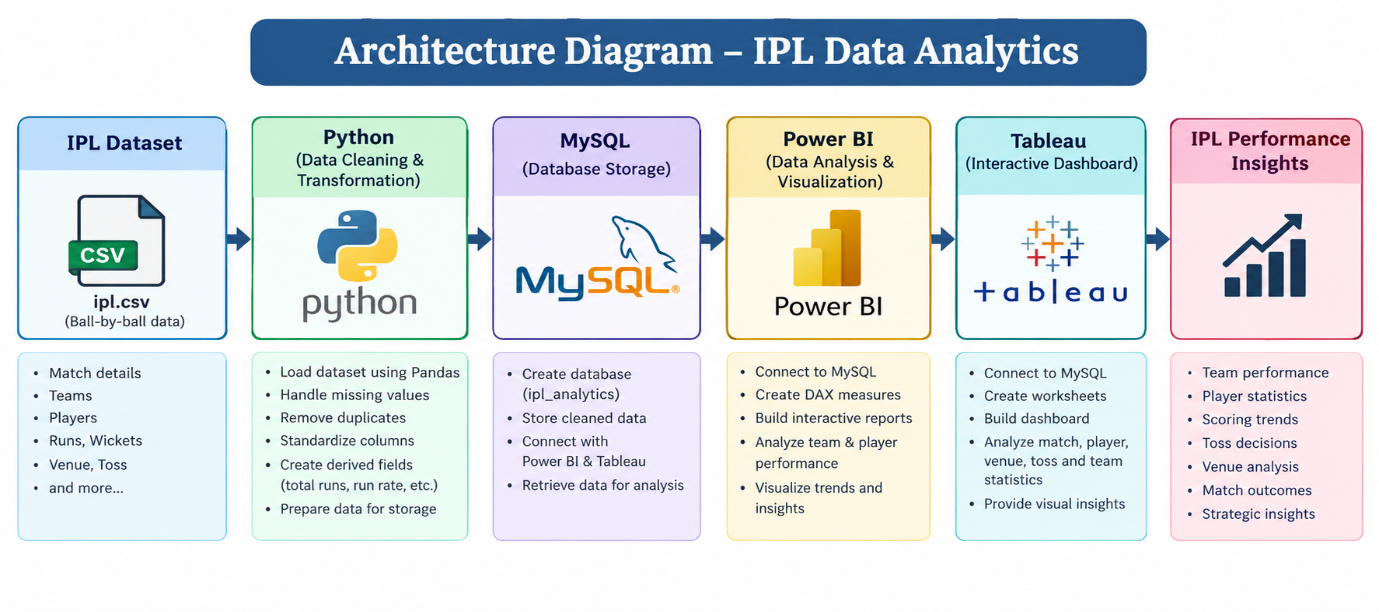 Architecture Diagram – IPL Data Analytics
IPL Dataset
CSV
ipl.csv
(Ball-by-ball data)
• Match details
• Teams
• Players
• Runs, Wickets
• Venue, Toss
• and more...
Python
(Data Cleaning &
Transformation)
python
• Load dataset using Pandas
• Handle missing values
• Remove duplicates
• Standardize columns
• Create derived fields
(total runs, run rate, etc.)
• Prepare data for storage
MySQL
(Database Storage)
MySQL®
• Create database
(ipl_analytics)
• Store cleaned data
• Connect with
Power BI & Tableau
• Retrieve data for analysis
Power BI
(Data Analysis &
Visualization)
Power BI
• Connect to MySQL
• Create DAX measures
• Build interactive reports
• Analyze team & player
performance
• Visualize trends and
insights
Tableau
(Interactive Dashboard)
+ableau
• Connect to MySQL
• Create worksheets
• Build dashboard
• Analyze match, player,
venue, toss and team
statistics
• Provide visual insights
IPL Performance
Insights
• Team performance
• Player statistics
• Scoring trends
• Toss decisions
• Venue analysis
• Match outcomes
• Strategic insights